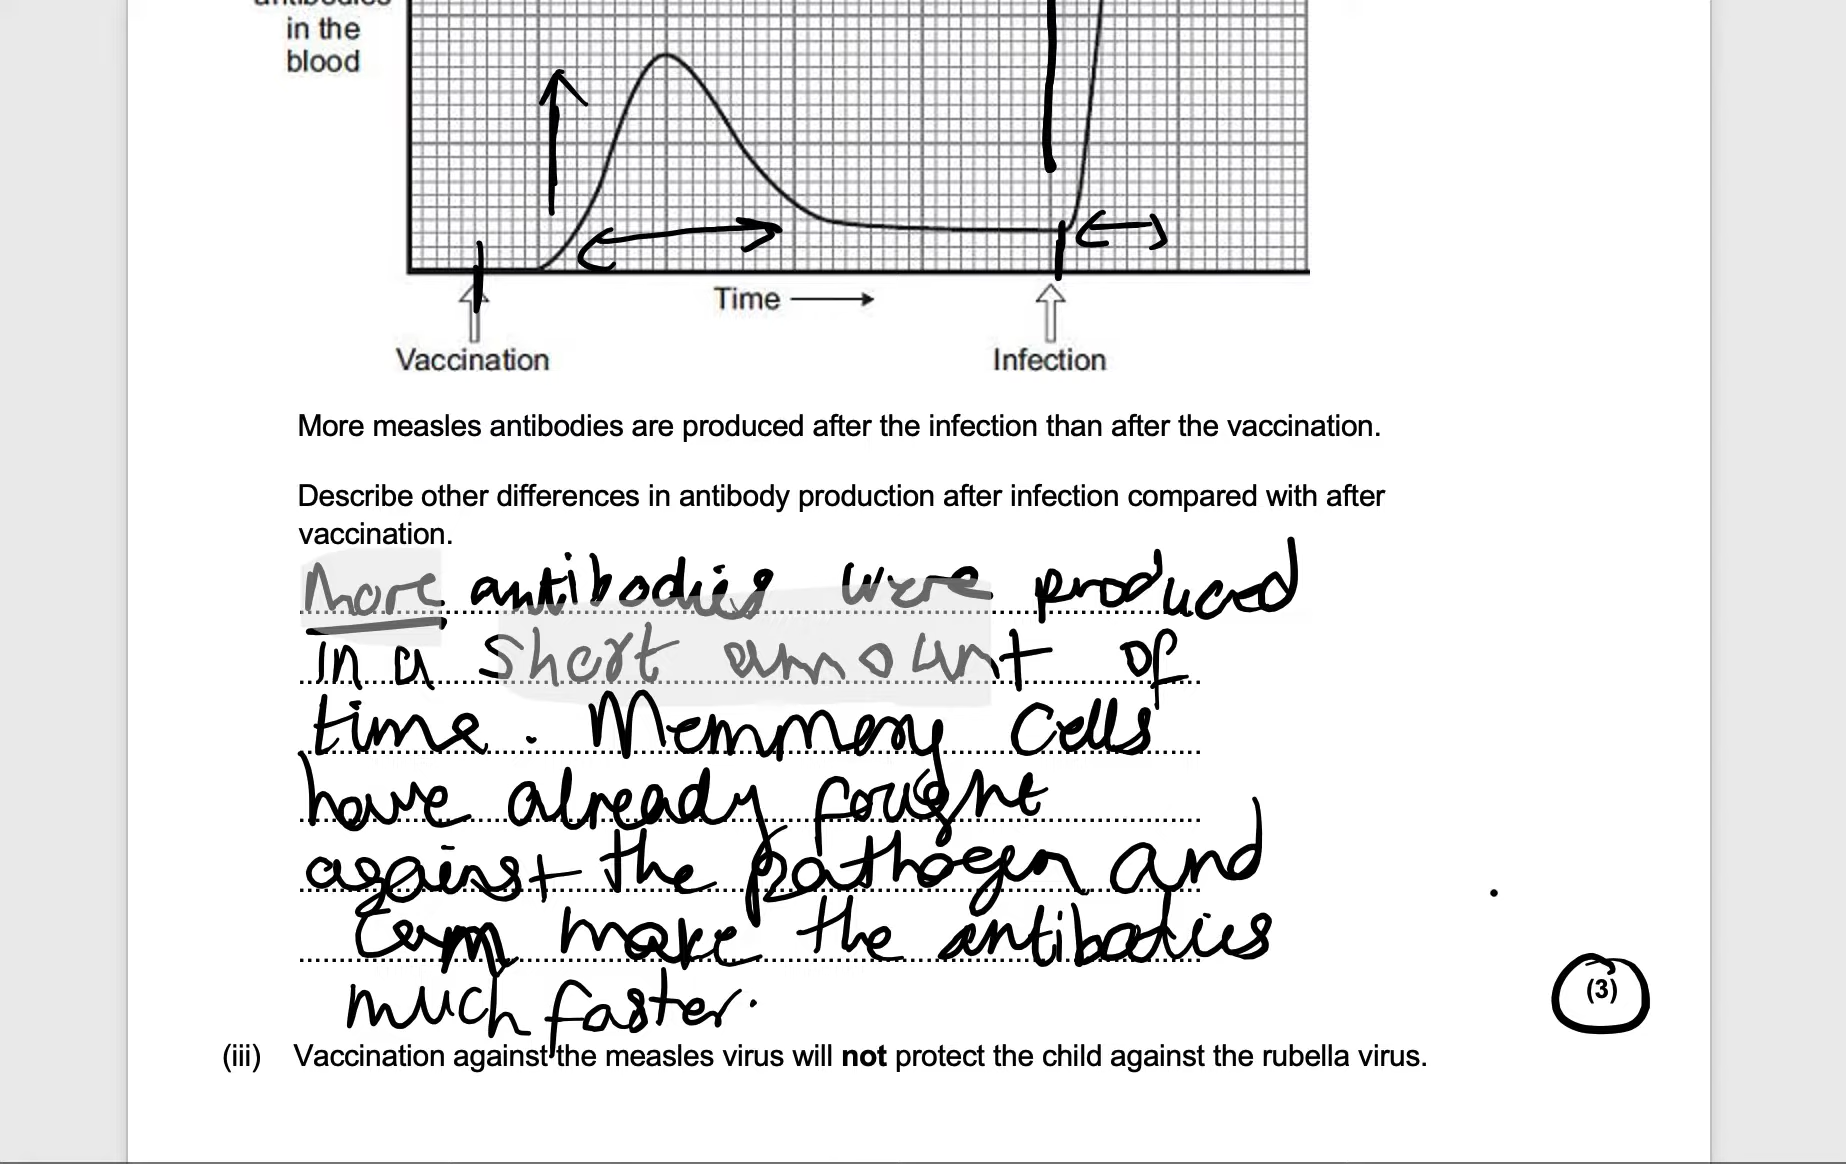 antibodies
in the
blood
Time
Vaccination
Infection
More measles antibodies are produced after the infection than after the vaccination.
Describe other differences in antibody production after infection compared with after
vaccination.
More antibodies were produced
in a short amount of
time. Memmory Cells
have already fought
against the pathogen and
make the antibodies
much faster.
(3)
(iii) Vaccination against the measles virus will not protect the child against the rubella virus.